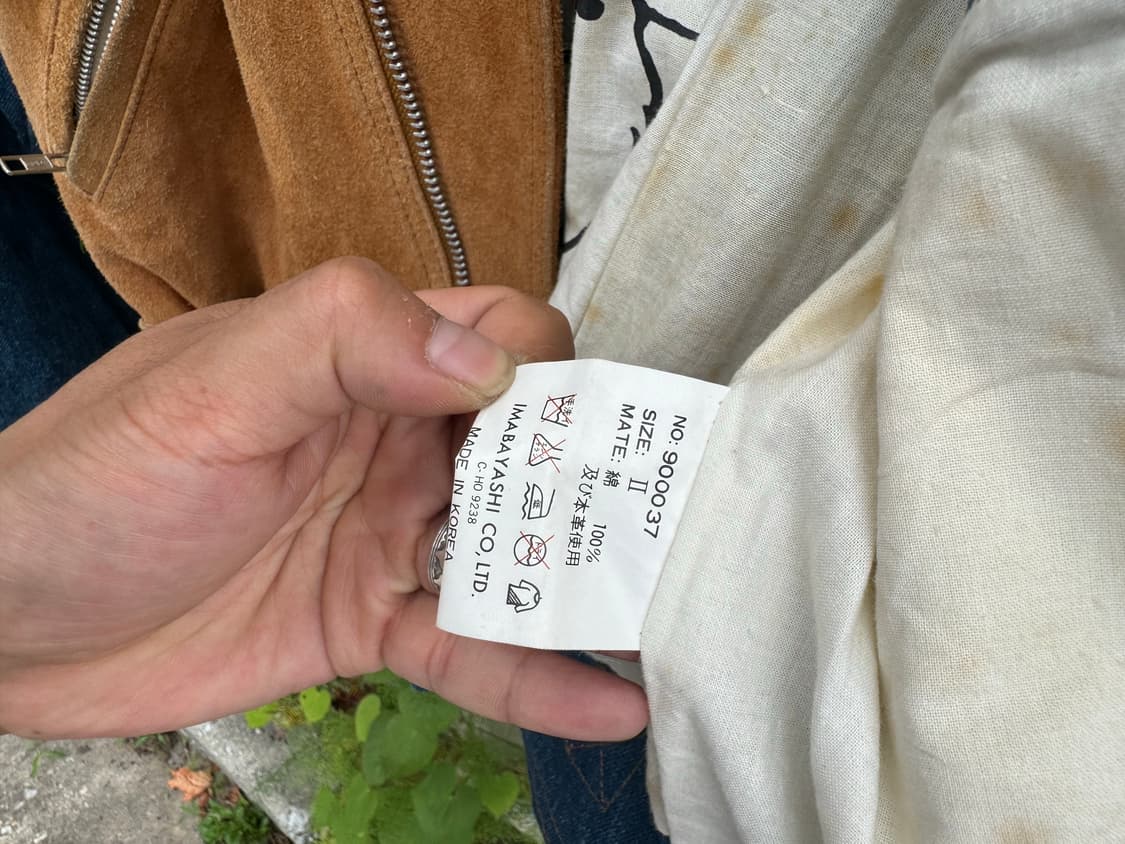 NO: 900037
SIZE: II
MATE: 綿 100%
及び本革使用
IMABAYASHI CO, LTD.
C-HO 9238
MADE IN KOREA